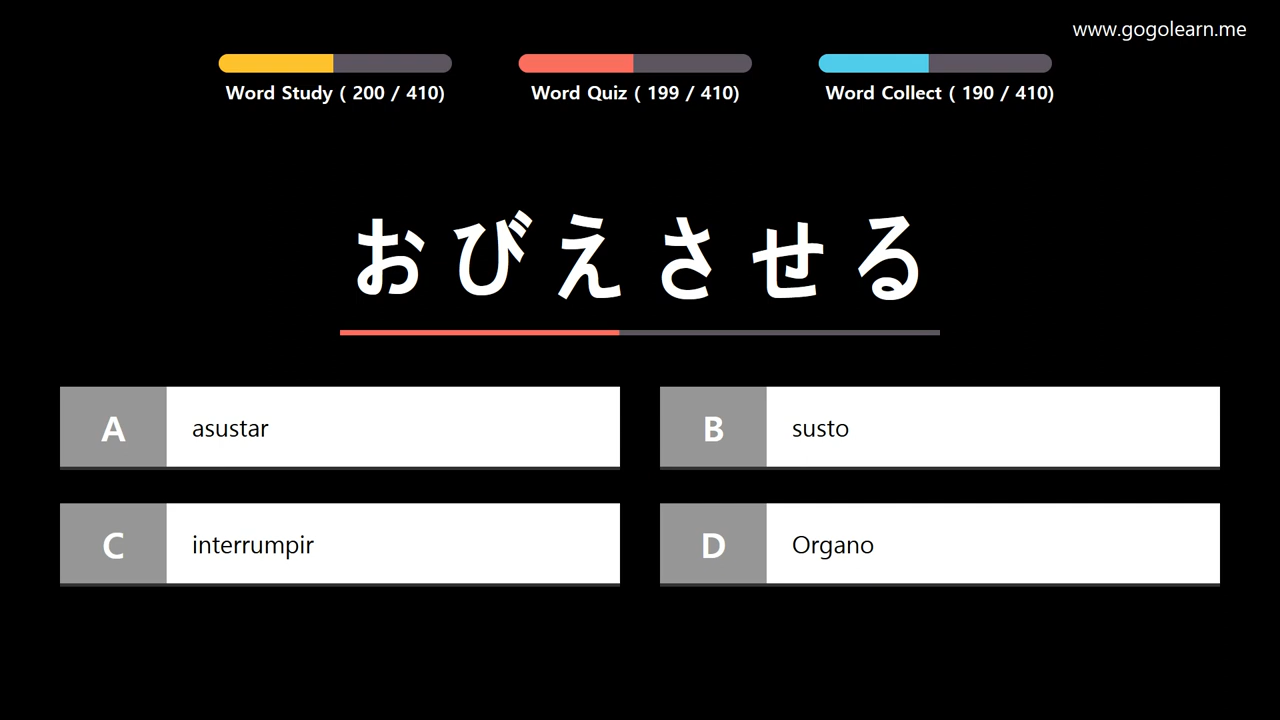 www.gogolearn.me
Word Study ( 200 / 410)
Word Quiz ( 199 / 410)
Word Collect ( 190 / 410)
おびえさせる
A asustar
B susto
C interrumpir
D Organo